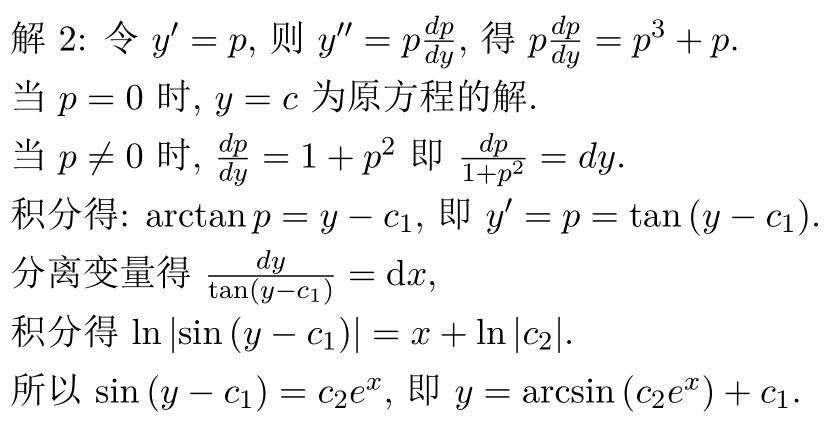 解 2: 令 $y' = p$, 则 $y'' = p\frac{dp}{dy}$, 得 $p\frac{dp}{dy} = p^3 + p$.
当 $p = 0$ 时, $y = c$ 为原方程的解.
当 $p \neq 0$ 时, $\frac{dp}{dy} = 1 + p^2$ 即 $\frac{dp}{1+p^2} = dy$.
积分得: $\arctan p = y - c_1$, 即 $y' = p = \tan(y - c_1)$.
分离变量得 $\frac{dy}{\tan(y-c_1)} = \mathrm{d}x$,
积分得 $\ln|\sin(y - c_1)| = x + \ln|c_2|$.
所以 $\sin(y - c_1) = c_2e^x$, 即 $y = \arcsin(c_2e^x) + c_1$.